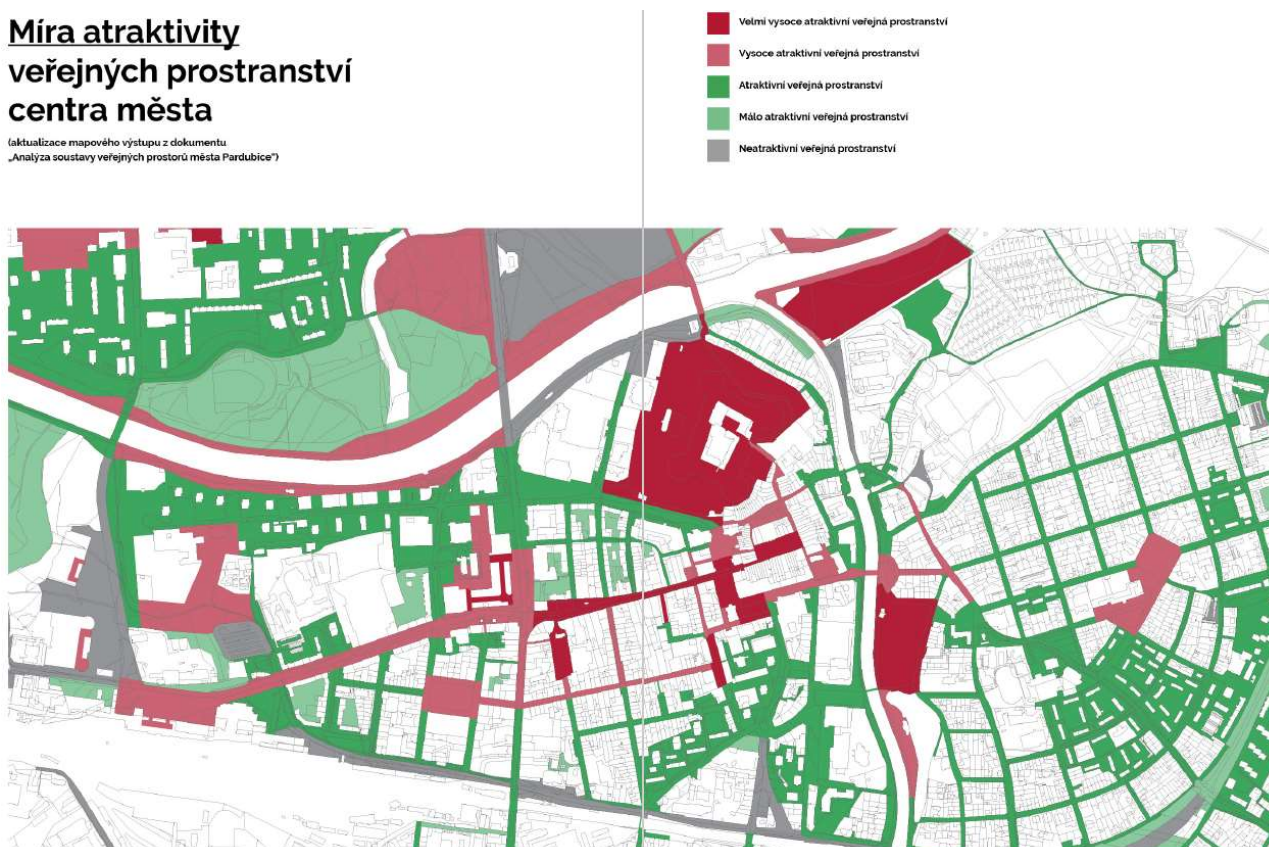 Míra atraktivity
veřejných prostranství
centra města
(aktualizace mapového výstupu z dokumentu
„Analýza soustavy veřejných prostorů města Pardubice“)
Velmi vysoce atraktivní veřejná prostranství
Vysoce atraktivní veřejná prostranství
Atraktivní veřejná prostranství
Málo atraktivní veřejná prostranství
Neatraktivní veřejná prostranství